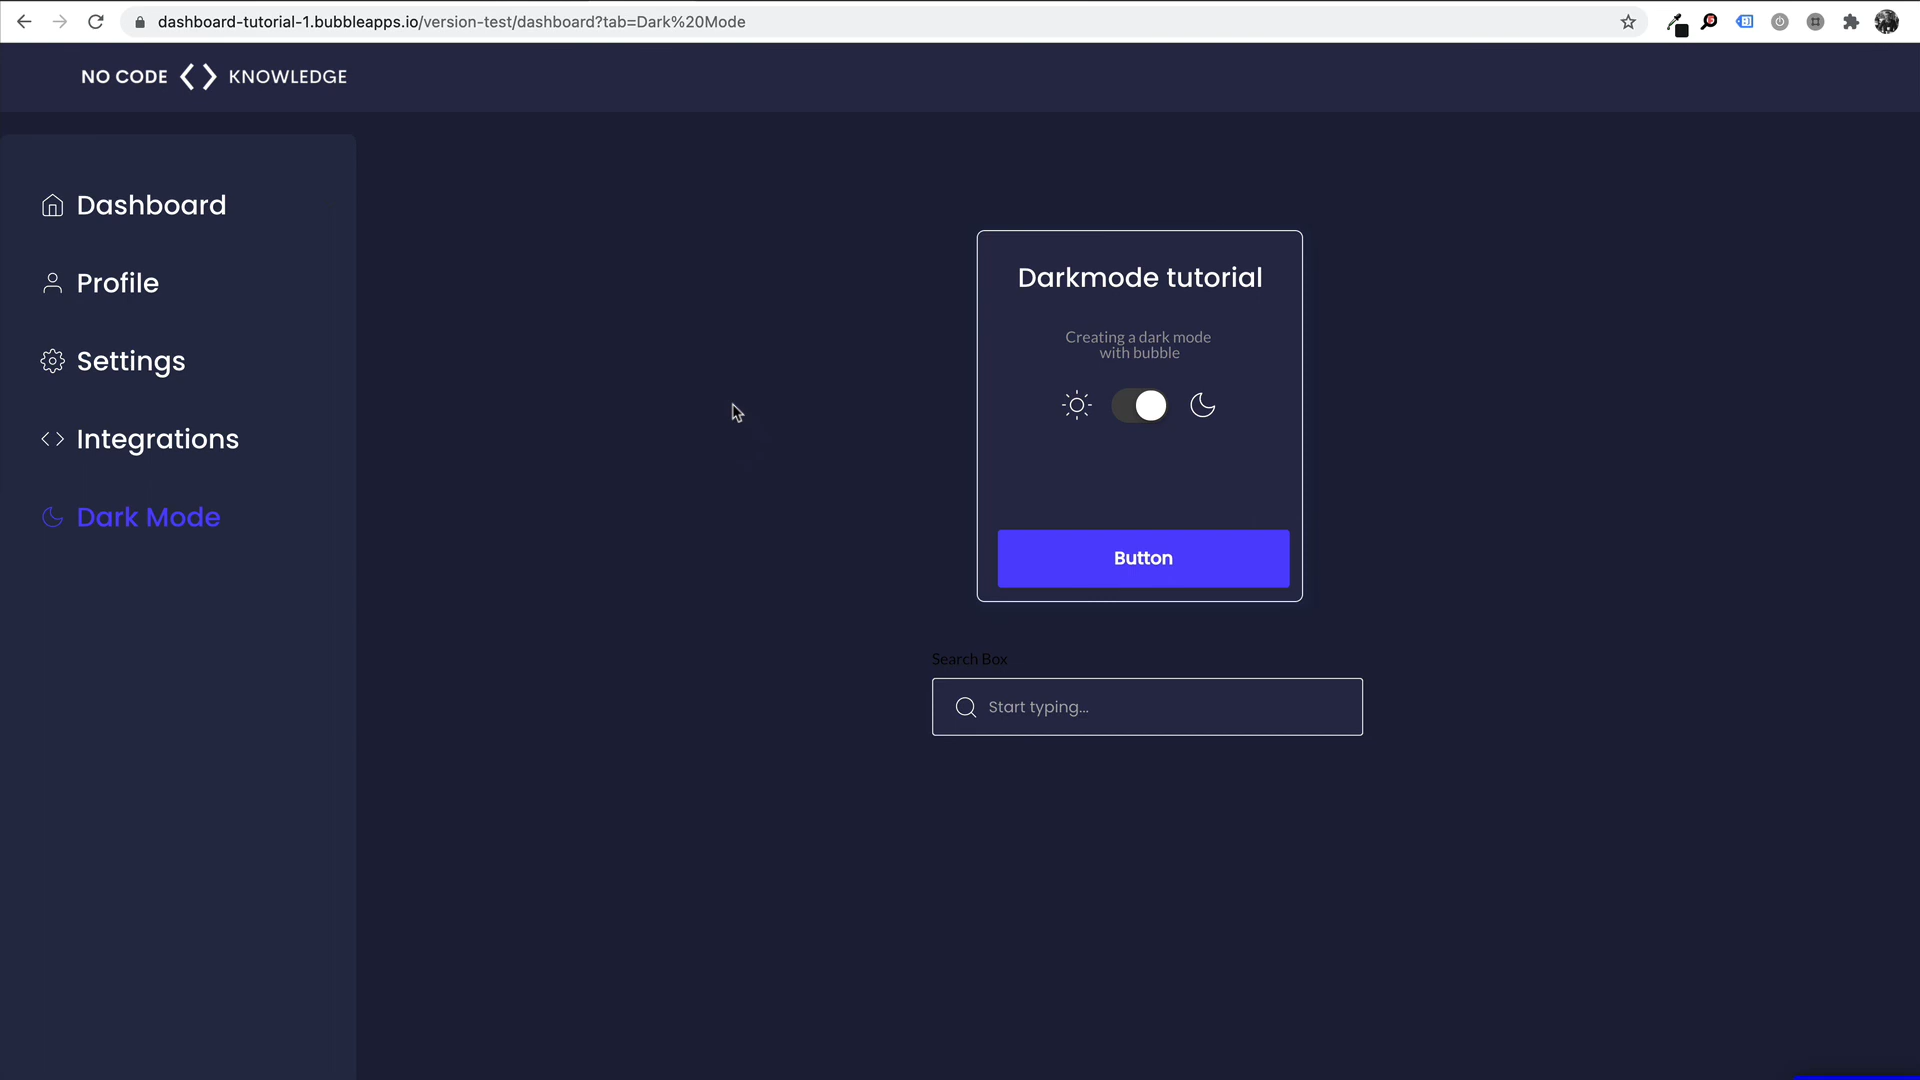 dashboard-tutorial-1.bubbleapps.io/version-test/dashboard?tab=Dark%20Mode
NO CODE <> KNOWLEDGE
Dashboard
Profile
Settings
Integrations
Dark Mode
Darkmode tutorial
Creating a dark mode
with bubble
Button
Search Box
Start typing...